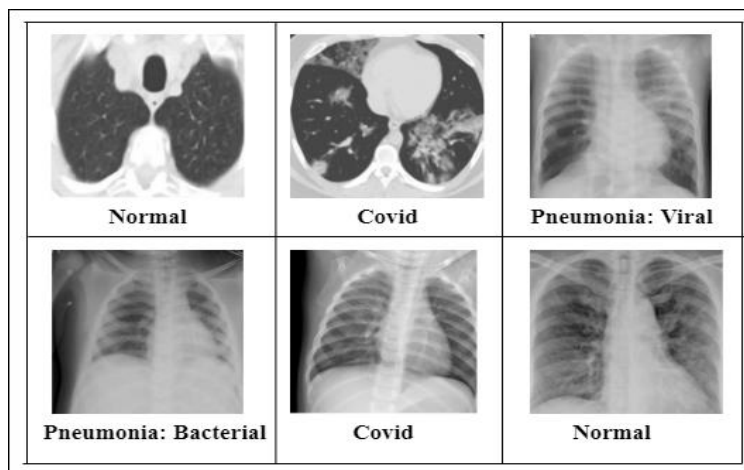 Normal
Covid
Pneumonia: Viral
Pneumonia: Bacterial
Covid
Normal